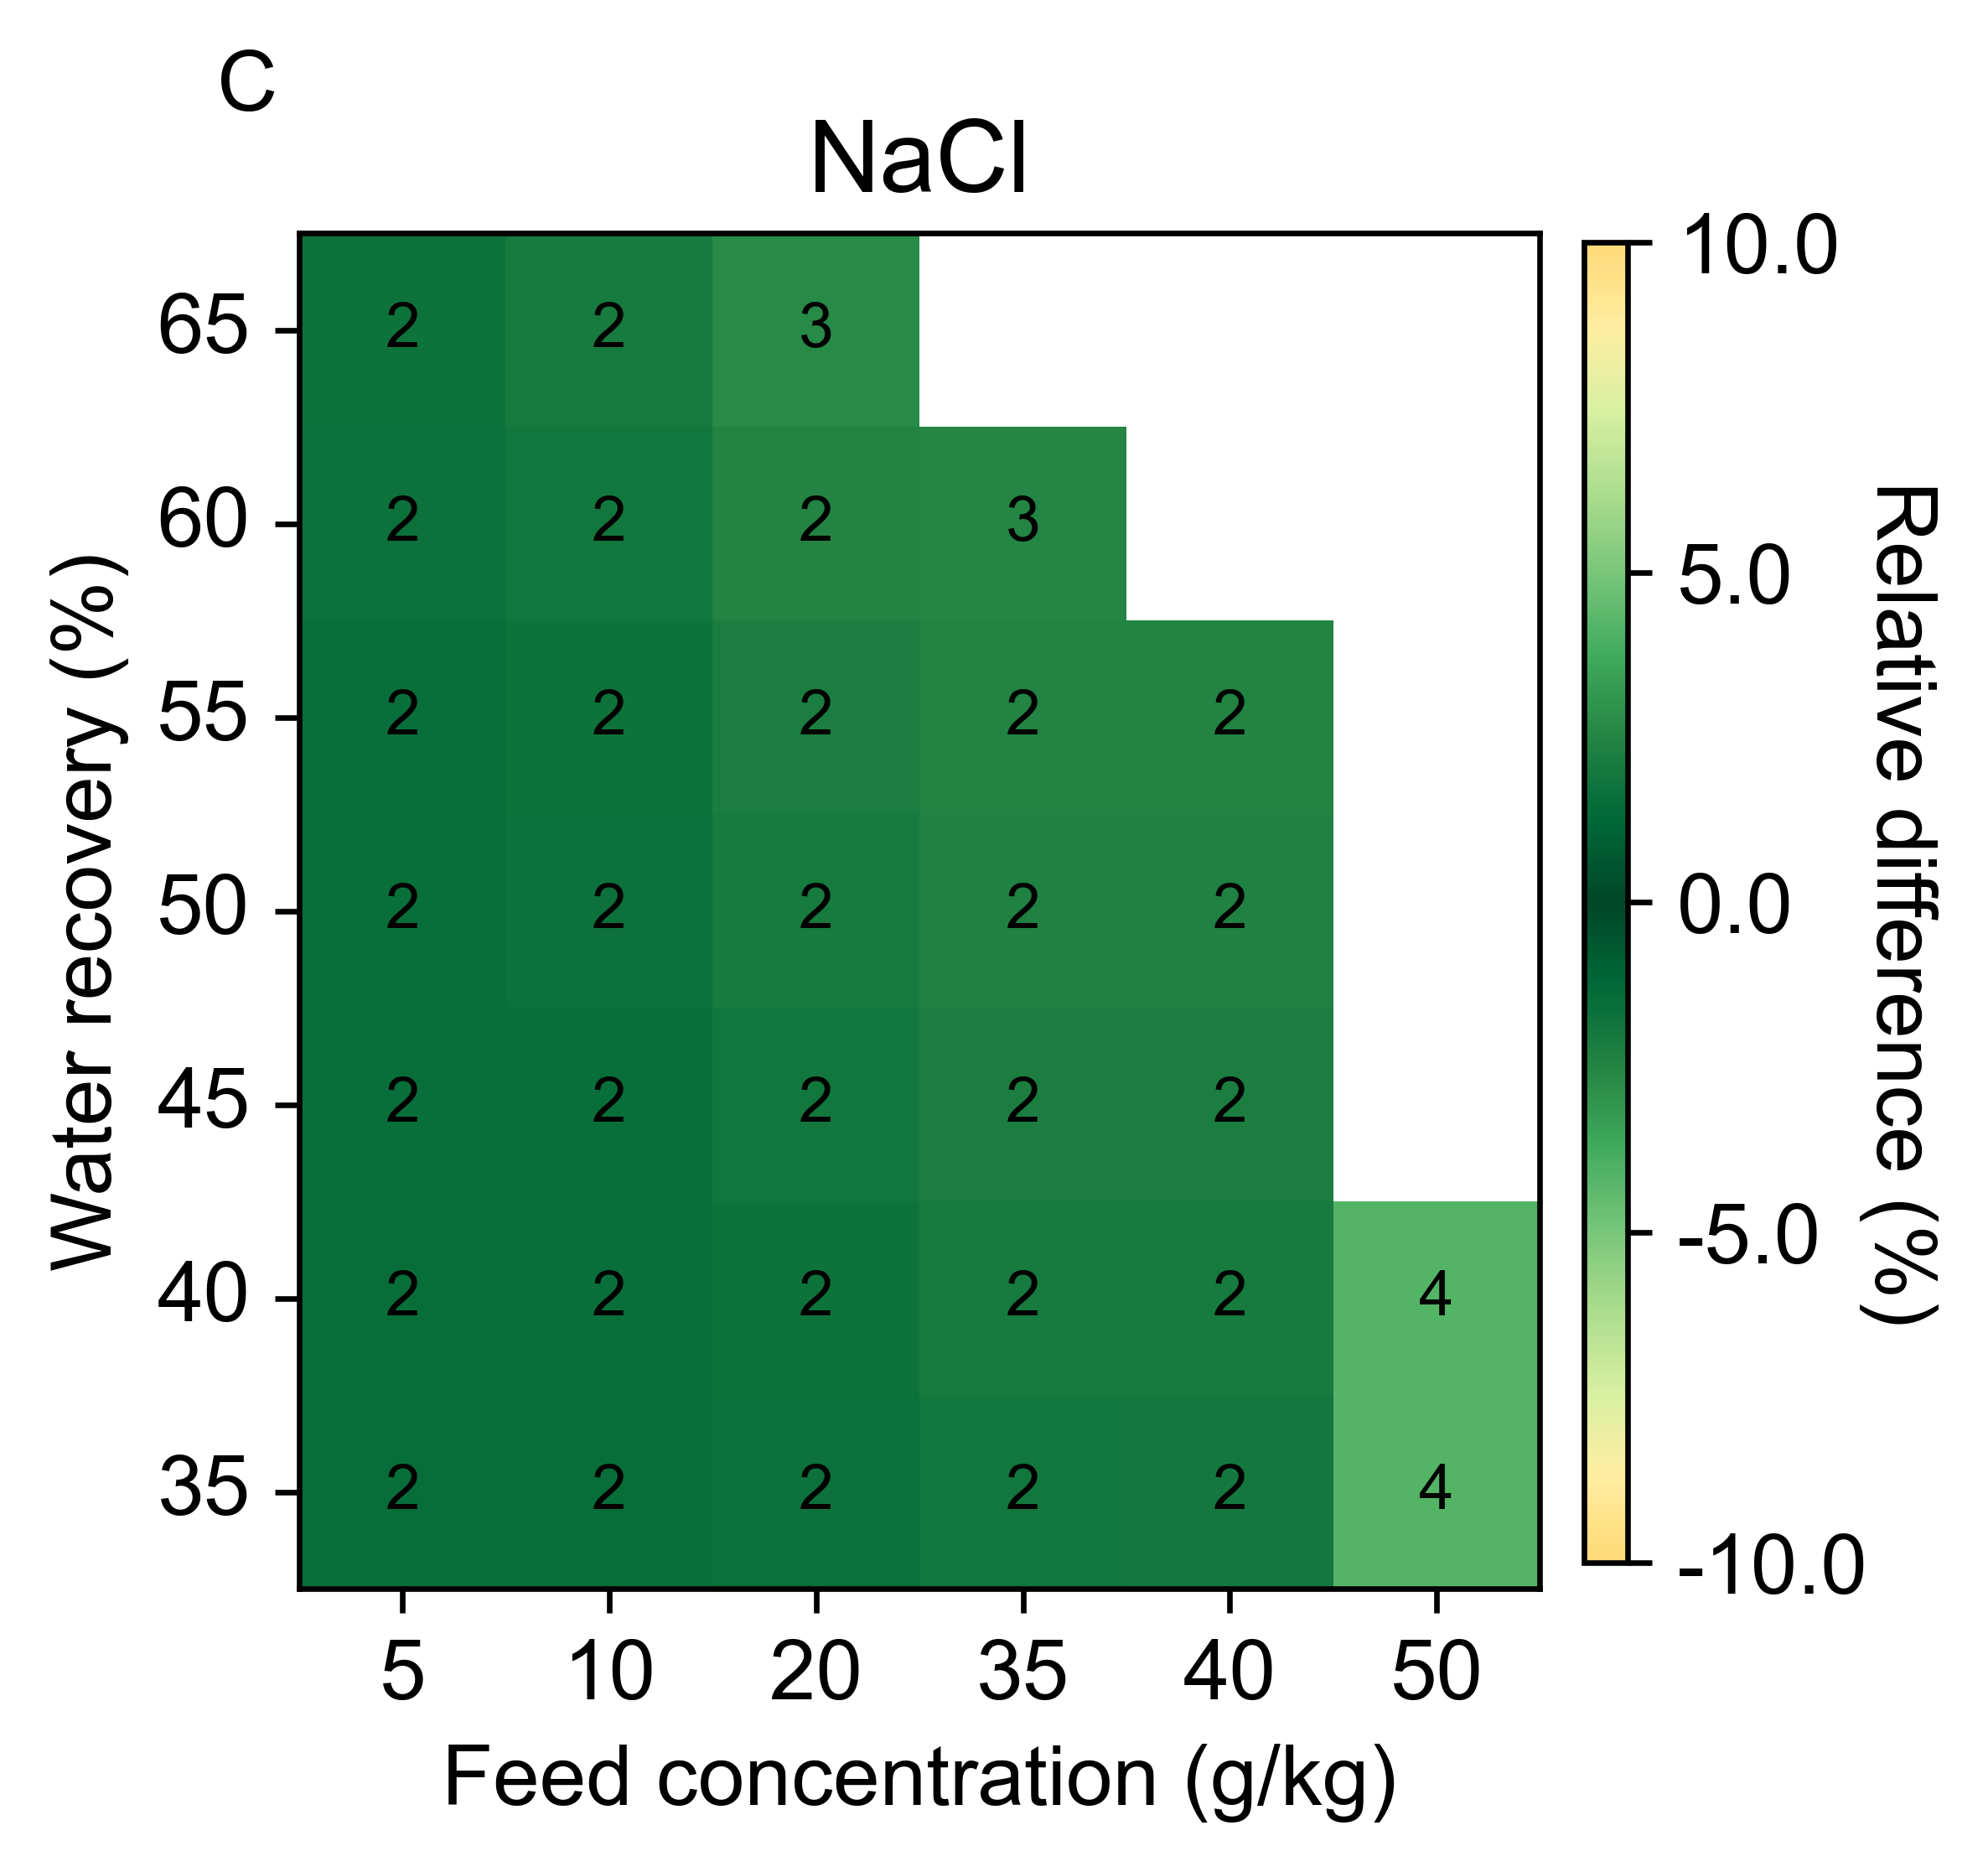 C
NaCl
65 2 2 3
60 2 2 2 3
55 2 2 2 2 2
50 2 2 2 2 2
45 2 2 2 2 2
40 2 2 2 2 2 4
35 2 2 2 2 2 4
5 10 20 35 40 50
Feed concentration (g/kg)
Water recovery (%)
10.0
5.0
0.0
-5.0
-10.0
Relative difference (%)